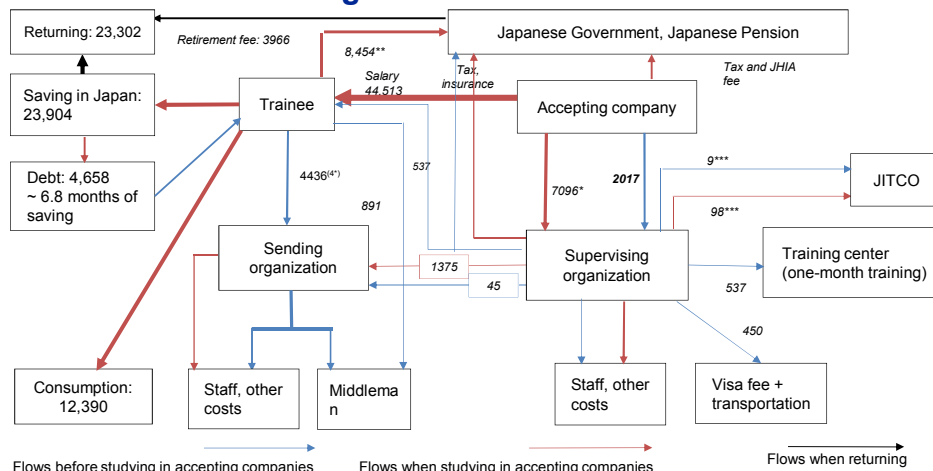 Returning: 23,302
Retirement fee: 3966
8,454**
Japanese Government, Japanese Pension
Salary
44.513
Tax,
insurance
Tax and JHIA
fee
Saving in Japan:
23,904
Trainee
Accepting company
Debt: 4,658
~ 6.8 months of
saving
4436(4*)
537
7096*
2017
9***
JITCO
98***
891
Sending
organization
1375
45
Supervising
organization
Training center
(one-month training)
537
450
Consumption:
12,390
Staff, other
costs
Middlema
n
Staff, other
costs
Visa fee +
transportation
Flows before studying in accepting companies
Flows when studying in accepting companies
Flows when returning